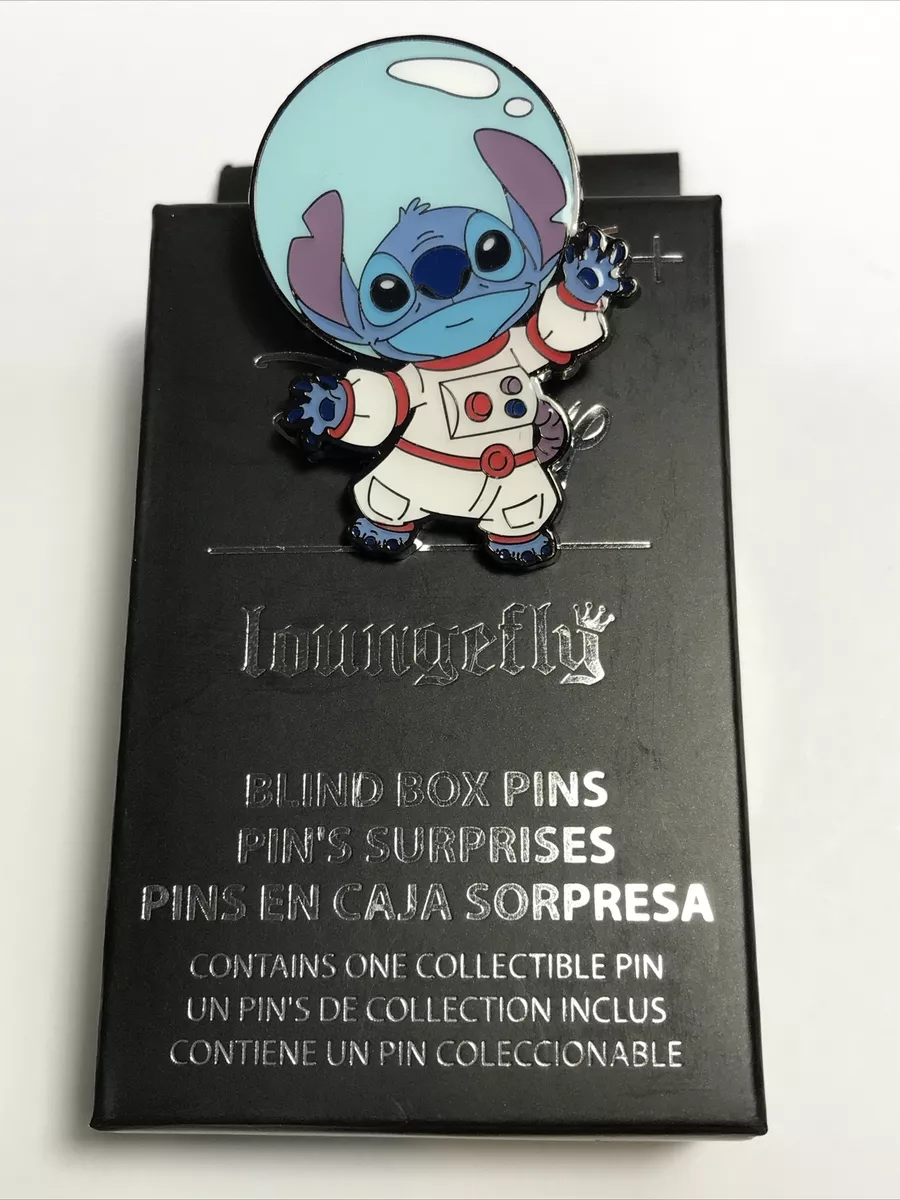 +
loungefly
BLIND BOX PINS
PIN'S SURPRISES
PINS EN CAJA SORPRESA
CONTAINS ONE COLLECTIBLE PIN
UN PIN'S DE COLLECTION INCLUS
CONTIENE UN PIN COLECCIONABLE